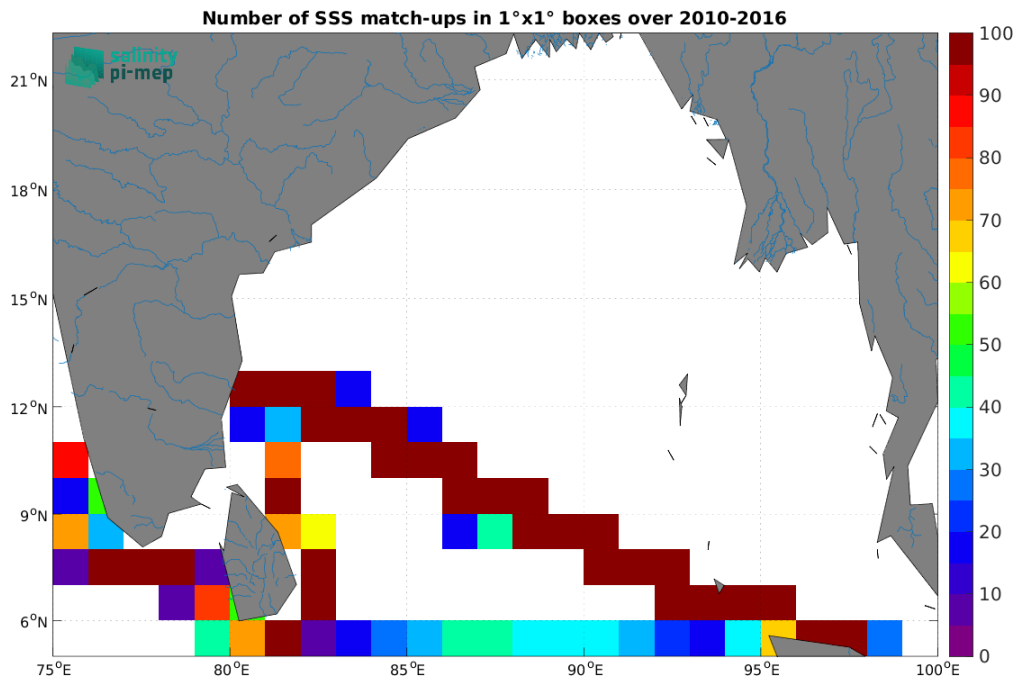 Number of SSS match-ups in 1°x1° boxes over 2010-2016
salinity
pi-mep
21°N
18°N
15°N
12°N
9°N
6°N
75°E 80°E 85°E 90°E 95°E 100°E
100
90
80
70
60
50
40
30
20
10
0